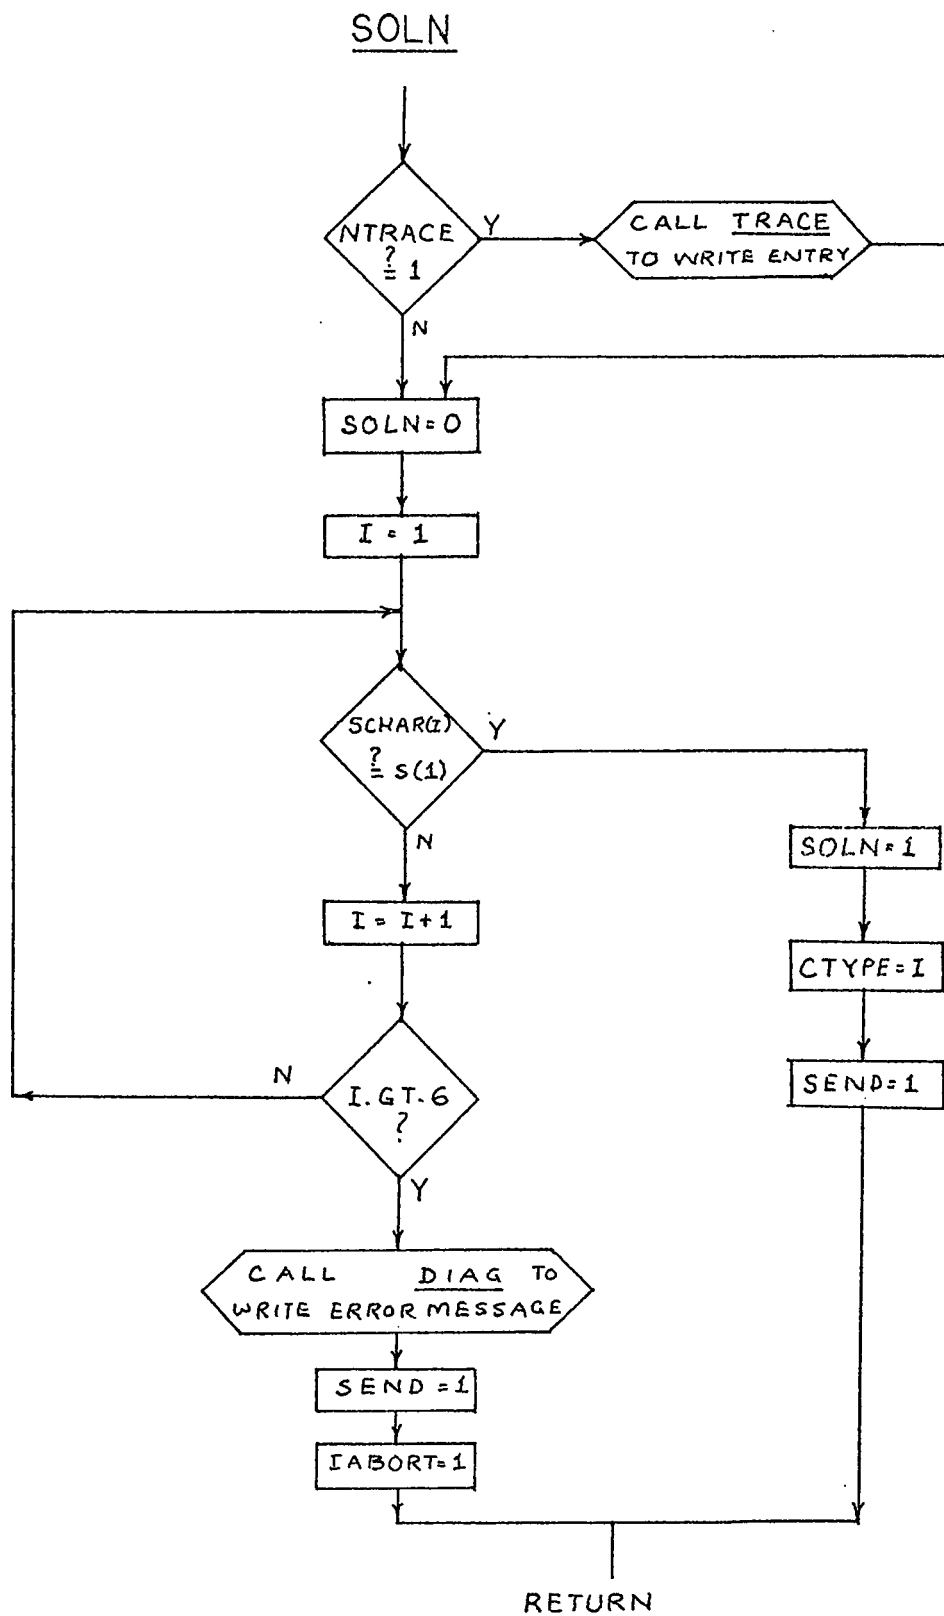 SOLN
NTRACE
?
= 1
Y
CALL TRACE
TO WRITE ENTRY
N
SOLN=0
I = 1
SCHAR(I)
?
= S(1)
Y
N
SOLN=1
I = I+1
CTYPE=I
SEND=1
I.GT.6
?
N
Y
CALL DIAG TO
WRITE ERROR MESSAGE
SEND=1
IABORT=1
RETURN